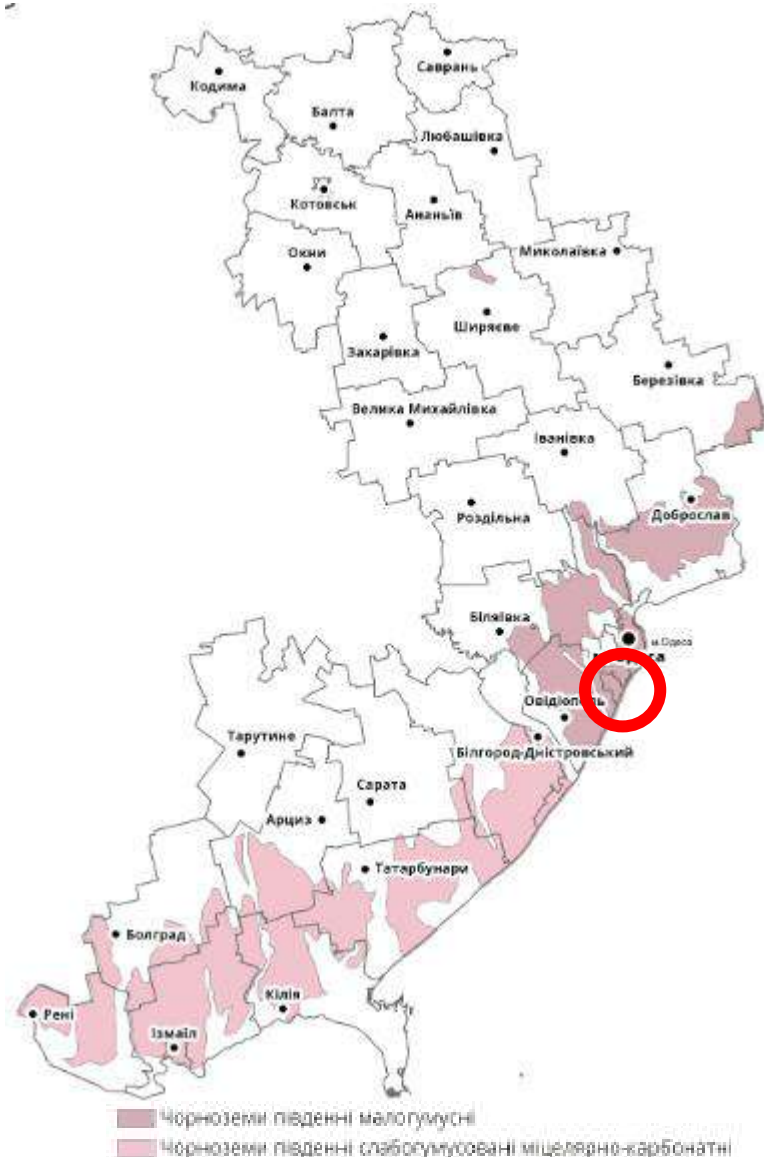 Саврань
Кодима
Балта
Любашівка
Котовськ
Ананьїв
Окни
Миколаївка
Ширяєве
Захарівка
Березівка
Велика Михайлівка
Іванівка
Роздільна
Доброслав
Біляївка
м.Одеса
Овідіополь
Білгород-Дністровський
Тарутине
Сарата
Арциз
Татарбунари
Болград
Кілія
Рені
Ізмаїл
Чорноземи південні малогумусні
Чорноземи південні слабогумусовані міцелярно-карбонатні